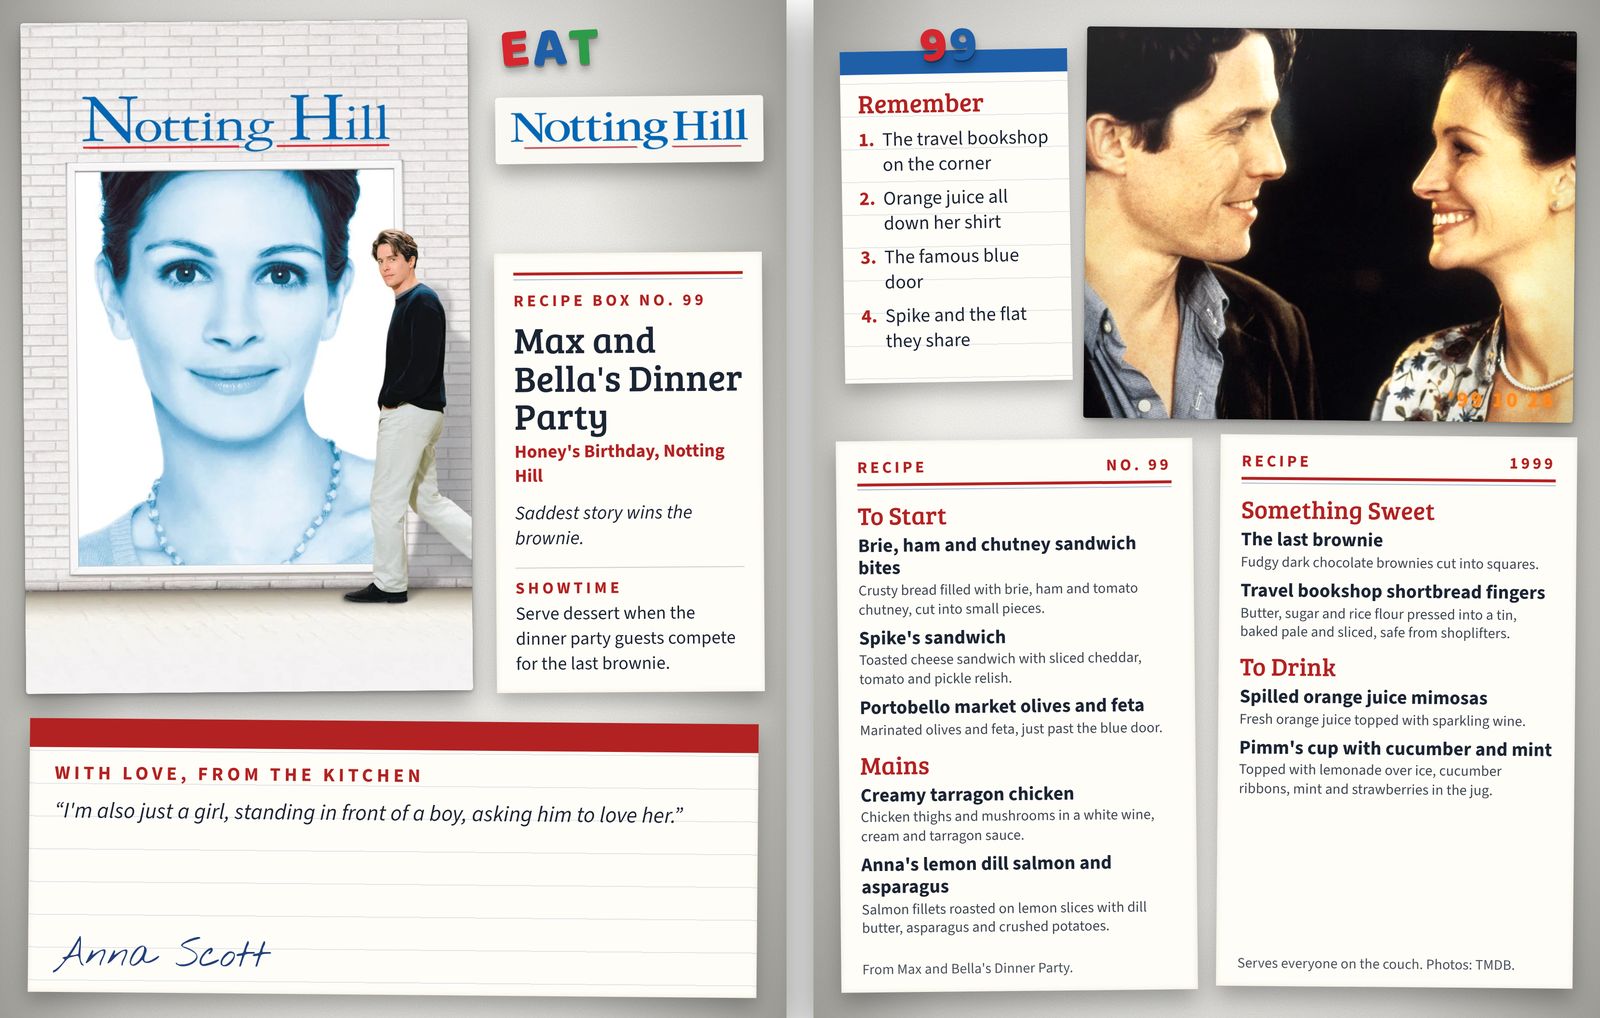 Notting Hill
EAT
Notting Hill
RECIPE BOX NO. 99
Max and
Bella's Dinner
Party
Honey's Birthday, Notting
Hill
Saddest story wins the
brownie.
SHOWTIME
Serve dessert when the
dinner party guests compete
for the last brownie.
WITH LOVE, FROM THE KITCHEN
“I'm also just a girl, standing in front of a boy, asking him to love her.”
Anna Scott
99
Remember
1. The travel bookshop
on the corner
2. Orange juice all
down her shirt
3. The famous blue
door
4. Spike and the flat
they share
'99 10 26
RECIPE NO. 99
To Start
Brie, ham and chutney sandwich
bites
Crusty bread filled with brie, ham and tomato
chutney, cut into small pieces.
Spike's sandwich
Toasted cheese sandwich with sliced cheddar,
tomato and pickle relish.
Portobello market olives and feta
Marinated olives and feta, just past the blue door.
Mains
Creamy tarragon chicken
Chicken thighs and mushrooms in a white wine,
cream and tarragon sauce.
Anna's lemon dill salmon and
asparagus
Salmon fillets roasted on lemon slices with dill
butter, asparagus and crushed potatoes.
From Max and Bella's Dinner Party.
RECIPE 1999
Something Sweet
The last brownie
Fudgy dark chocolate brownies cut into squares.
Travel bookshop shortbread fingers
Butter, sugar and rice flour pressed into a tin,
baked pale and sliced, safe from shoplifters.
To Drink
Spilled orange juice mimosas
Fresh orange juice topped with sparkling wine.
Pimm's cup with cucumber and mint
Topped with lemonade over ice, cucumber
ribbons, mint and strawberries in the jug.
Serves everyone on the couch. Photos: TMDB.